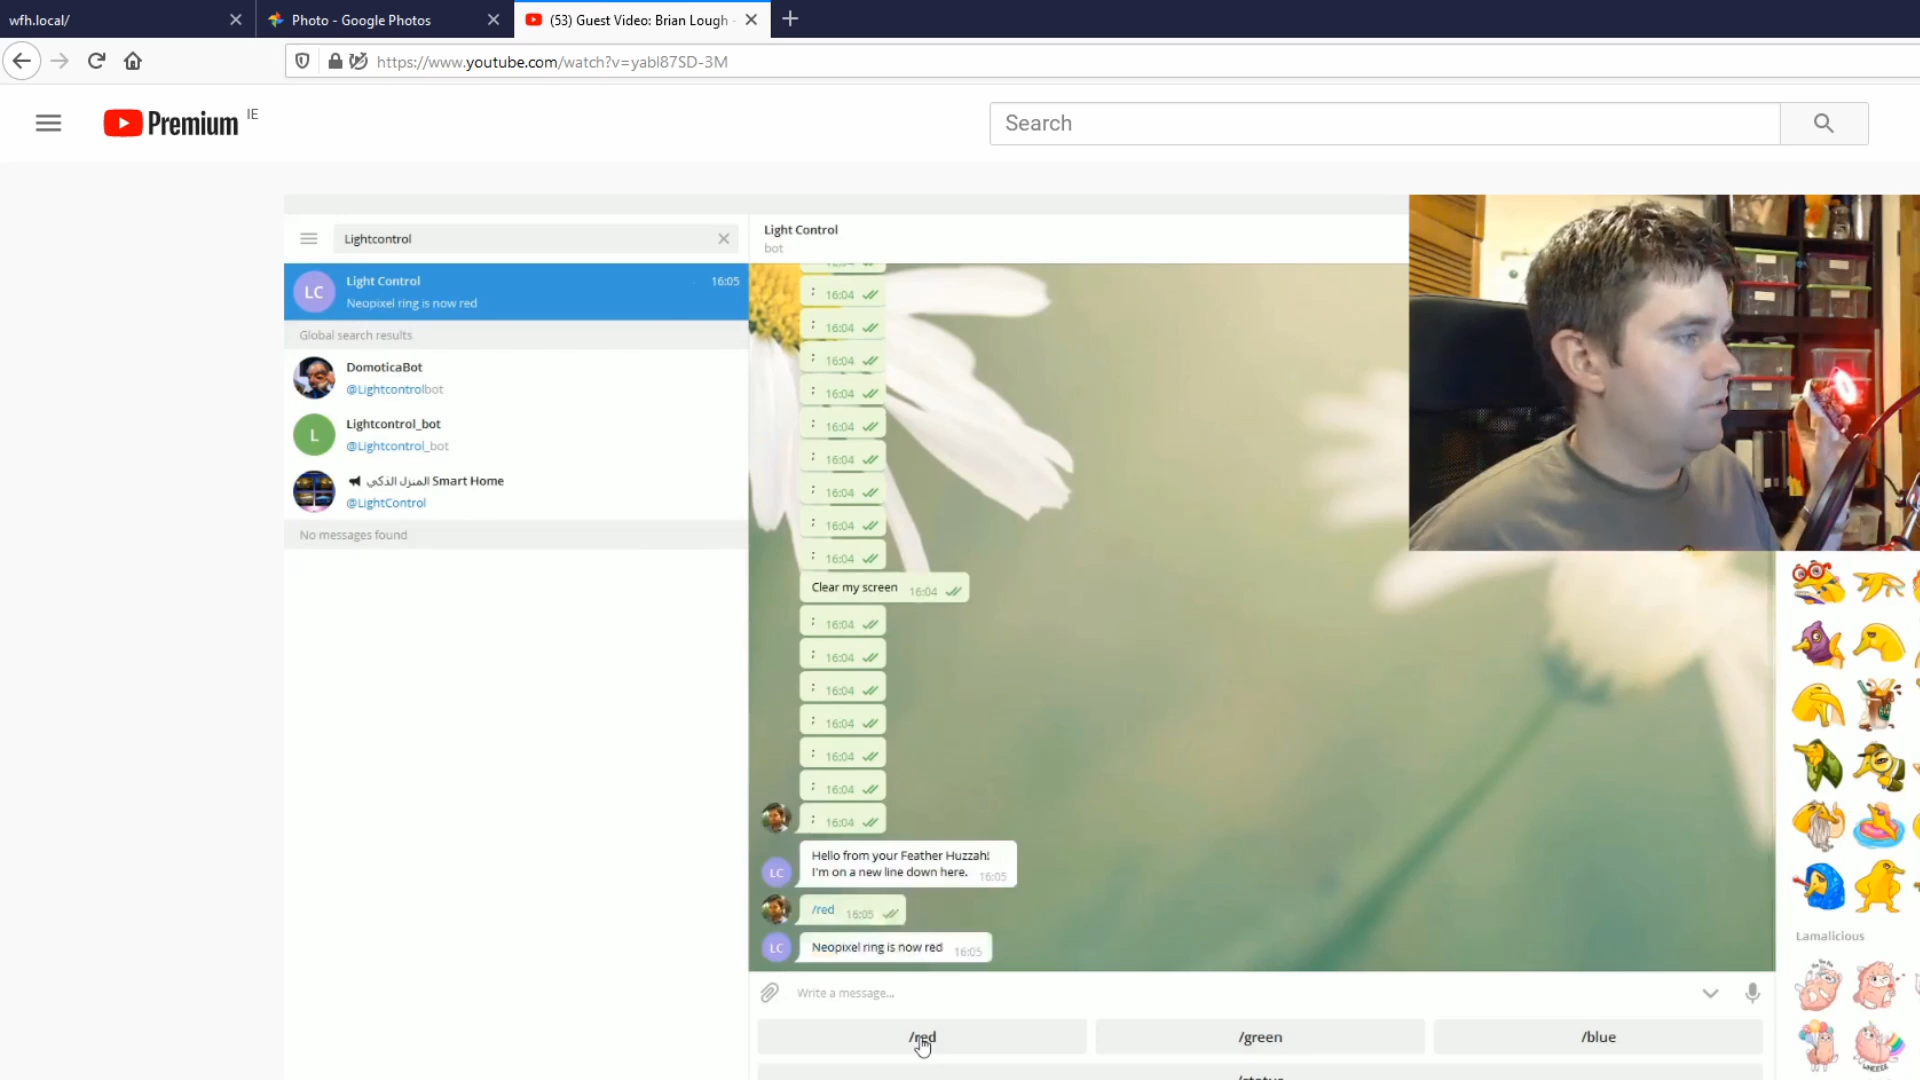 wfh.local/
Photo - Google Photos
(53) Guest Video: Brian Lough -
https://www.youtube.com/watch?v=yabl87SD-3M
Premium IE
Search
Lightcontrol
Light Control
bot
Light Control 16:05
Neopixel ring is now red
Global search results
DomoticaBot
@Lightcontrolbot
Lightcontrol_bot
@Lightcontrol_bot
المنزل الذكي Smart Home
@LightControl
No messages found
LC
L
: 16:04
: 16:04
: 16:04
: 16:04
: 16:04
: 16:04
: 16:04
: 16:04
: 16:04
Clear my screen 16:04
: 16:04
: 16:04
: 16:04
: 16:04
: 16:04
: 16:04
: 16:04
Hello from your Feather Huzzah!
LC I'm on a new line down here. 16:05
/red 16:05
LC Neopixel ring is now red 16:05
Lamalicious
Write a message...
/red /green /blue